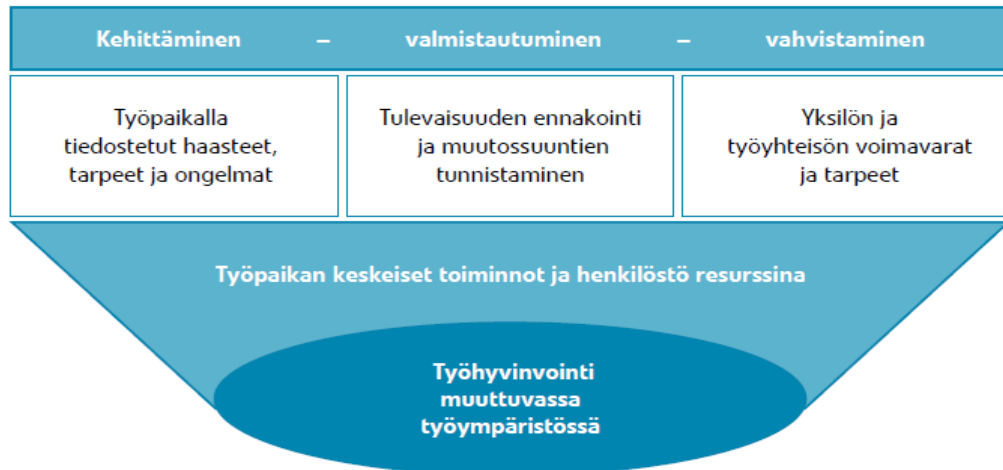 Kehittäminen – valmistautuminen – vahvistaminen
Työpaikalla
tiedostetut haasteet,
tarpeet ja ongelmat
Tulevaisuuden ennakointi
ja muutossuuntien
tunnistaminen
Yksilön ja
työyhteisön voimavarat
ja tarpeet
Työpaikan keskeiset toiminnot ja henkilöstö resurssina
Työhyvinvointi
muuttuvassa
työympäristössä